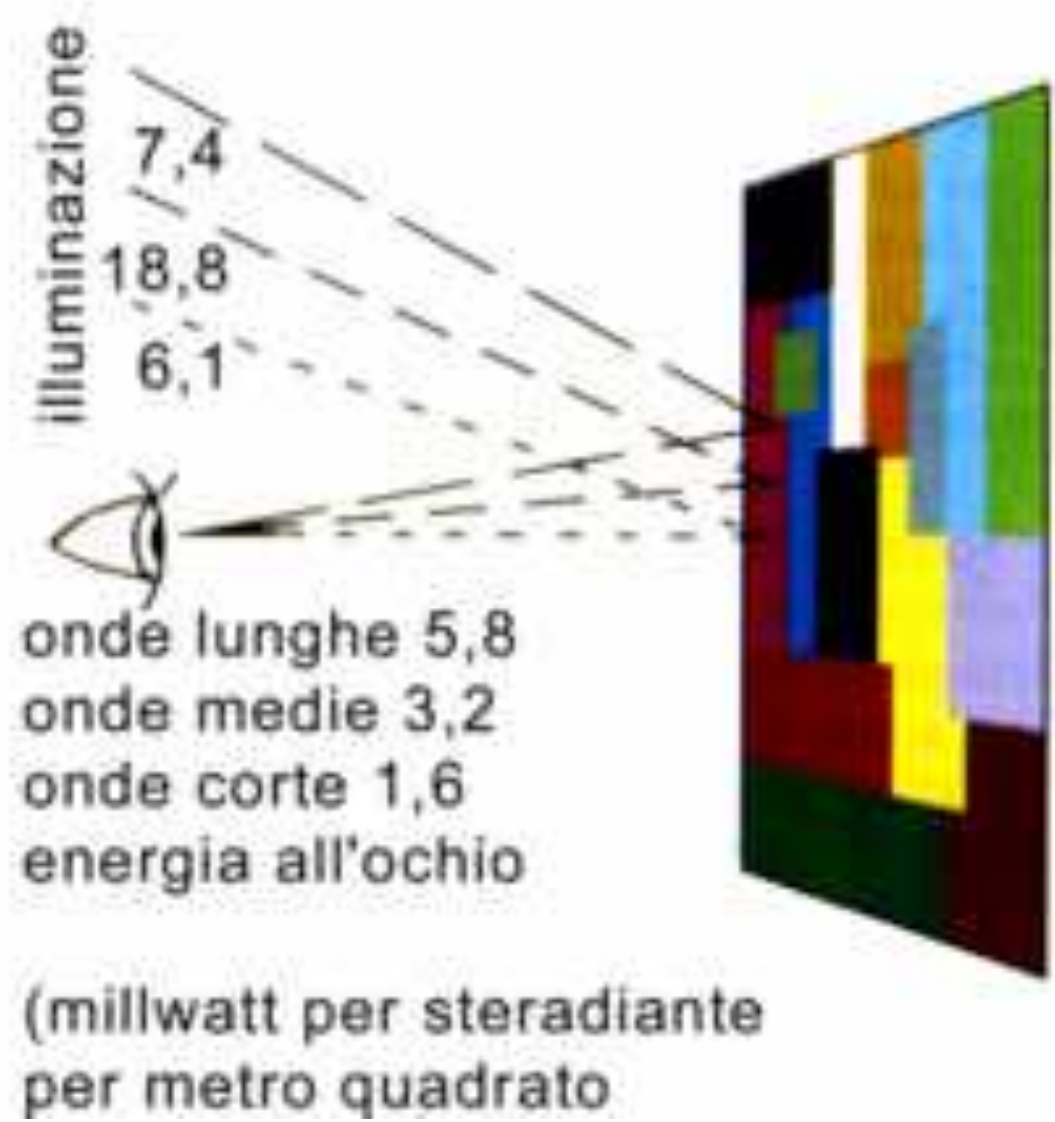 illuminazione
7,4
18,8
6,1
onde lunghe 5,8
onde medie 3,2
onde corte 1,6
energia all'ochio
(millwatt per steradiante
per metro quadrato